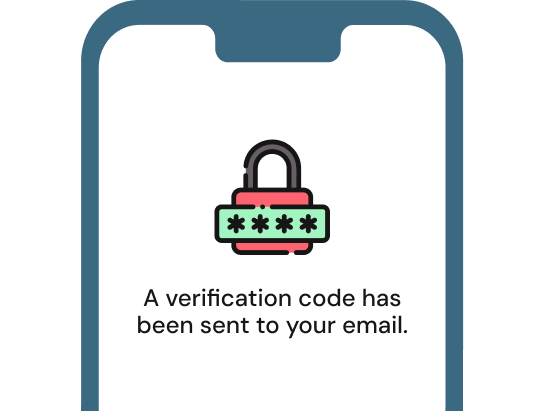 ****
A verification code has
been sent to your email.